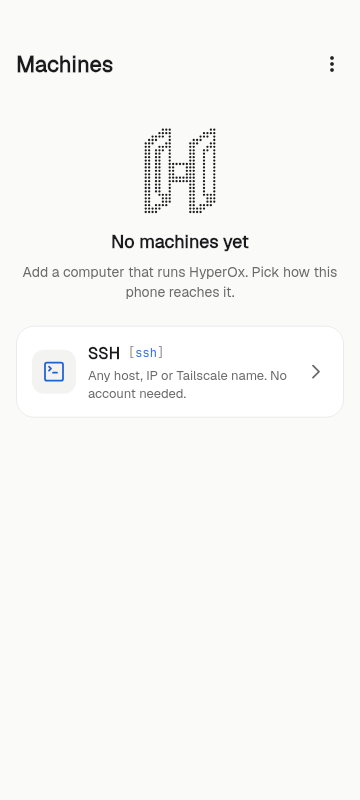 Machines
No machines yet
Add a computer that runs HyperOx. Pick how this
phone reaches it.
SSH [ssh]
Any host, IP or Tailscale name. No
account needed.